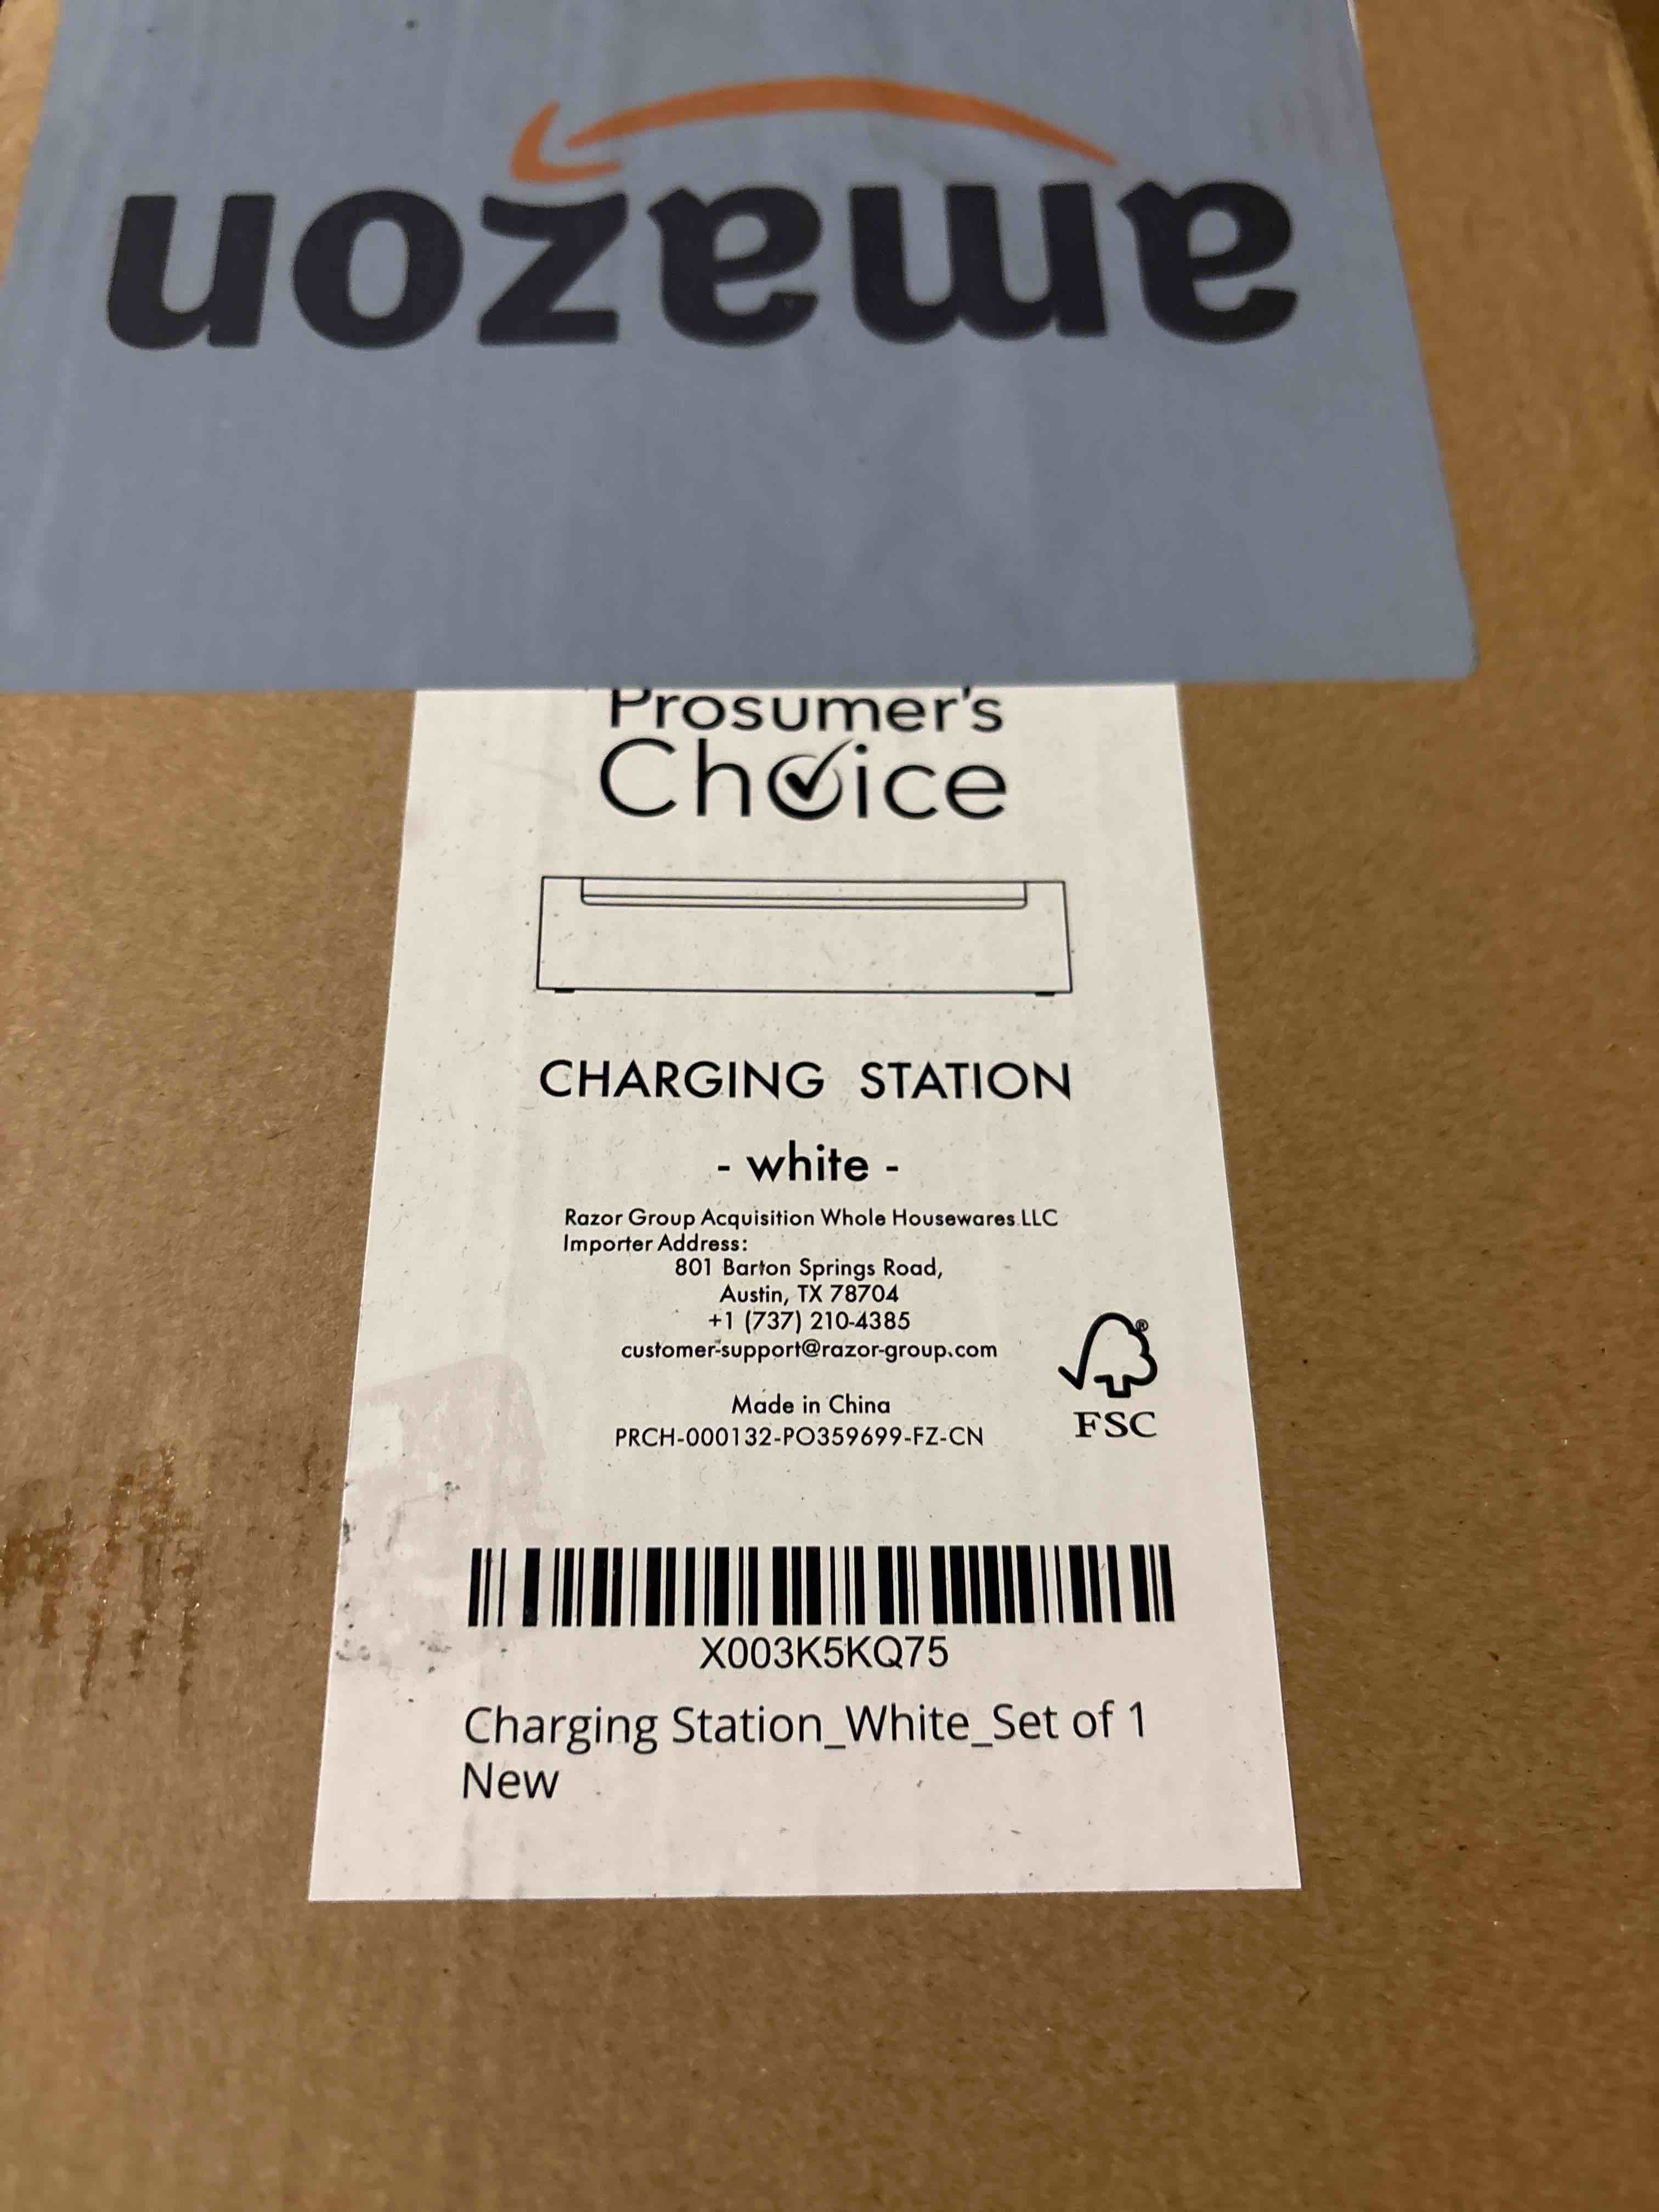 amazon
Prosumer's
Choice
CHARGING STATION
- white -
Razor Group Acquisition Whole Housewares LLC
Importer Address:
801 Barton Springs Road,
Austin, TX 78704
+1 (737) 210-4385
customer-support@razor-group.com
Made in China
PRCH-000132-PO359699-FZ-CN
®
FSC
X003K5KQ75
Charging Station_White_Set of 1
New